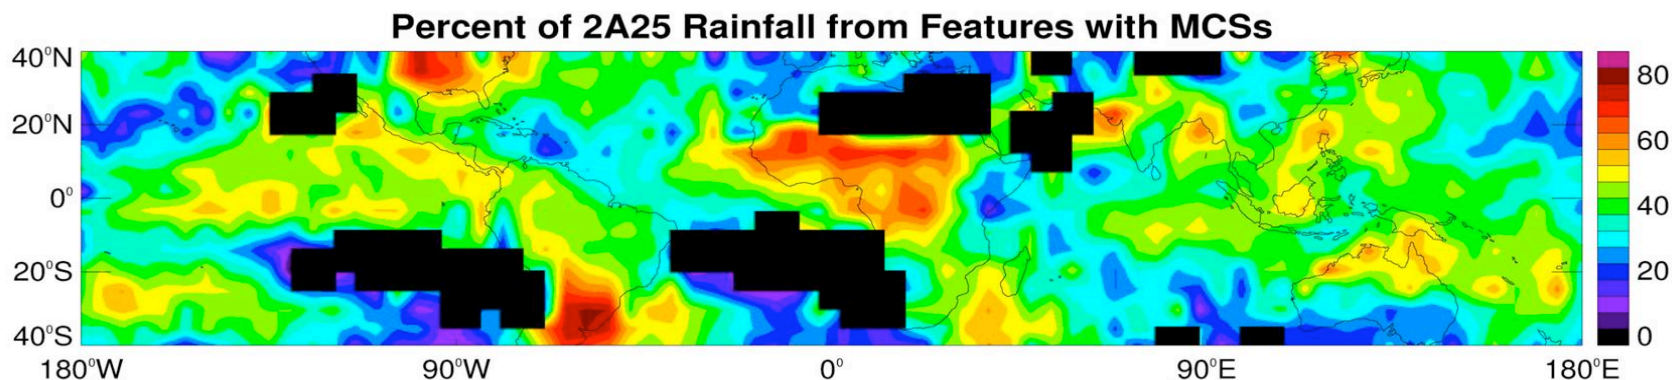 Percent of 2A25 Rainfall from Features with MCSs
40°N
20°N
0°
20°S
40°S
180°W 90°W 0° 90°E 180°E
80
60
40
20
0